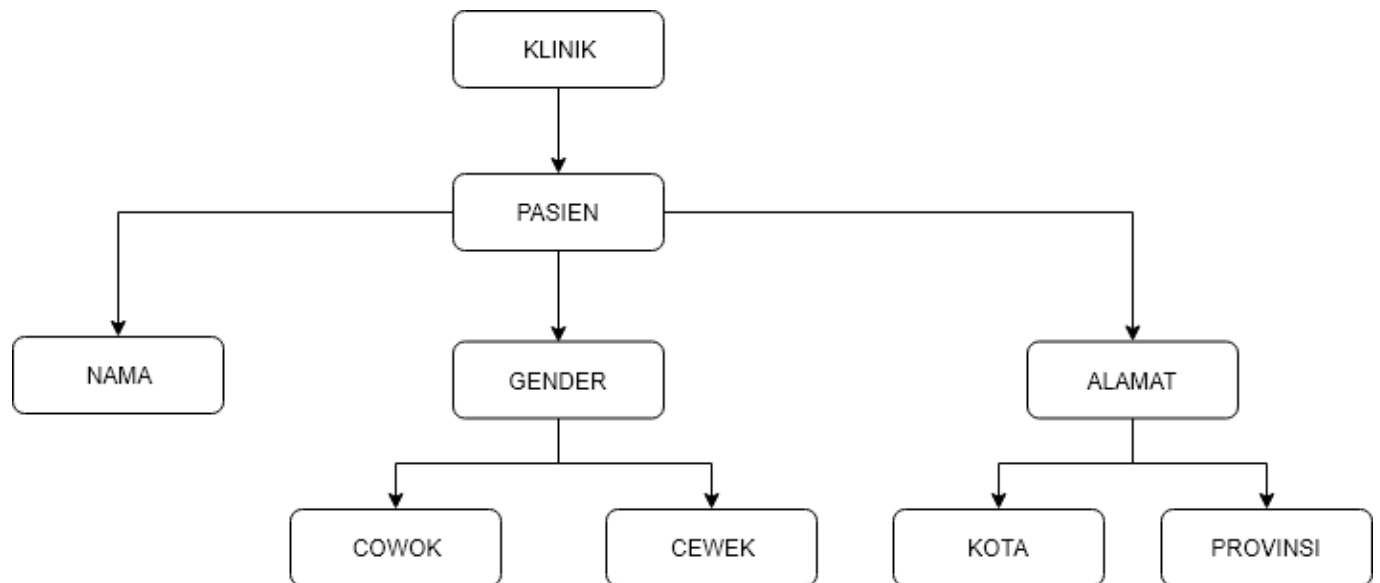 KLINIK
PASIEN
NAMA
GENDER
ALAMAT
COWOK
CEWEK
KOTA
PROVINSI